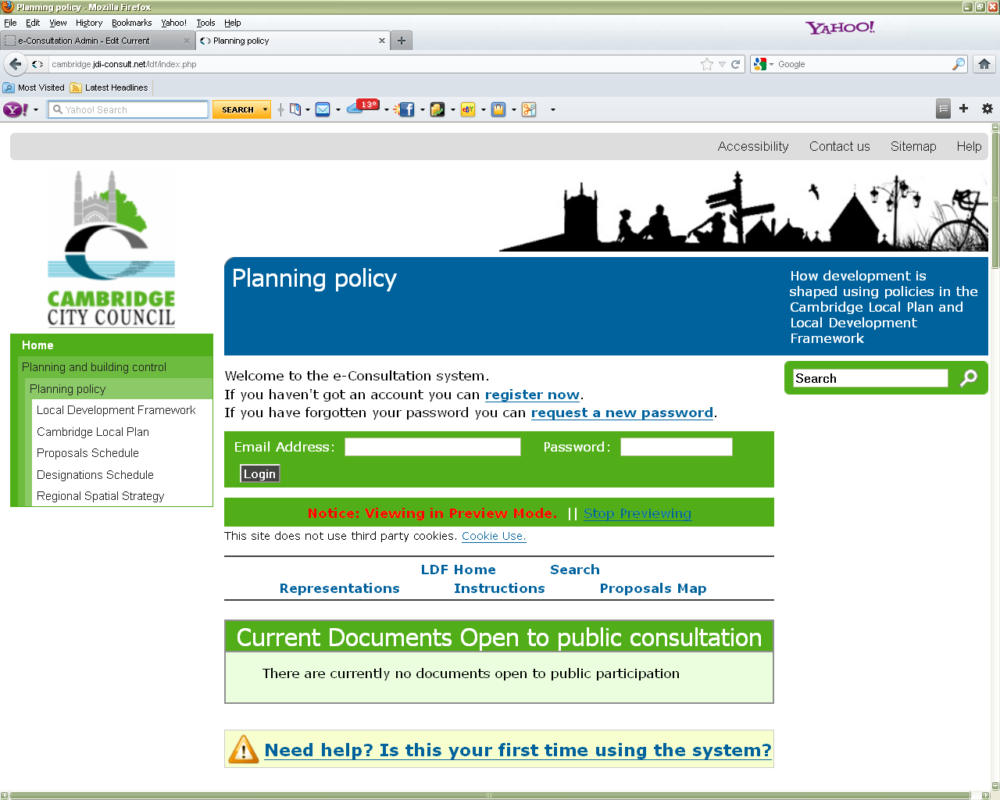 Planning policy - Mozilla Firefox
File Edit View History Bookmarks Yahoo! Tools Help
YAHOO!
e-Consultation Admin - Edit Current
Planning policy
cambridge.jdi-consult.net/ldf/index.php
Google
Most Visited Latest Headlines
Y! Yahoo! Search SEARCH 13° ebY
Accessibility Contact us Sitemap Help
CAMBRIDGE
CITY COUNCIL
Planning policy
How development is
shaped using policies in the
Cambridge Local Plan and
Local Development
Framework
Home
Planning and building control
Planning policy
Local Development Framework
Cambridge Local Plan
Proposals Schedule
Designations Schedule
Regional Spatial Strategy
Search
Welcome to the e-Consultation system.
If you haven't got an account you can register now.
If you have forgotten your password you can request a new password.
Email Address: Password:
Login
Notice: Viewing in Preview Mode. || Stop Previewing
This site does not use third party cookies. Cookie Use.
LDF Home Search
Representations Instructions Proposals Map
Current Documents Open to public consultation
There are currently no documents open to public participation
Need help? Is this your first time using the system?